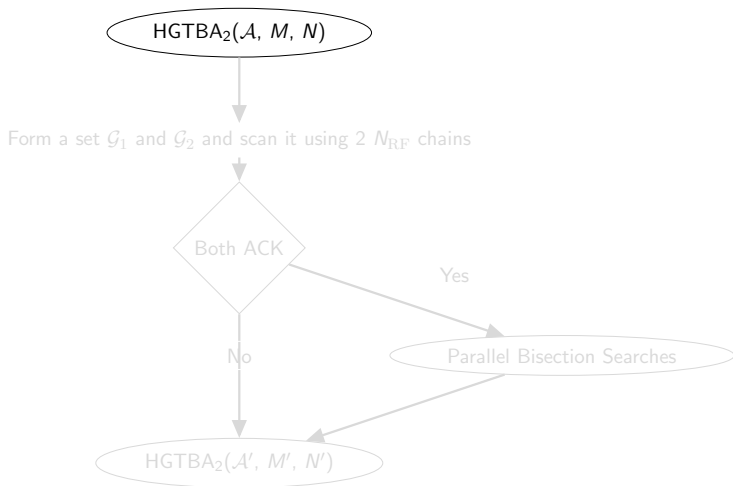 HGTBA₂(𝒜, M, N)
Form a set 𝒢₁ and 𝒢₂ and scan it using 2 N_RF chains
Both ACK
Yes
No
Parallel Bisection Searches
HGTBA₂(𝒜′, M′, N′)